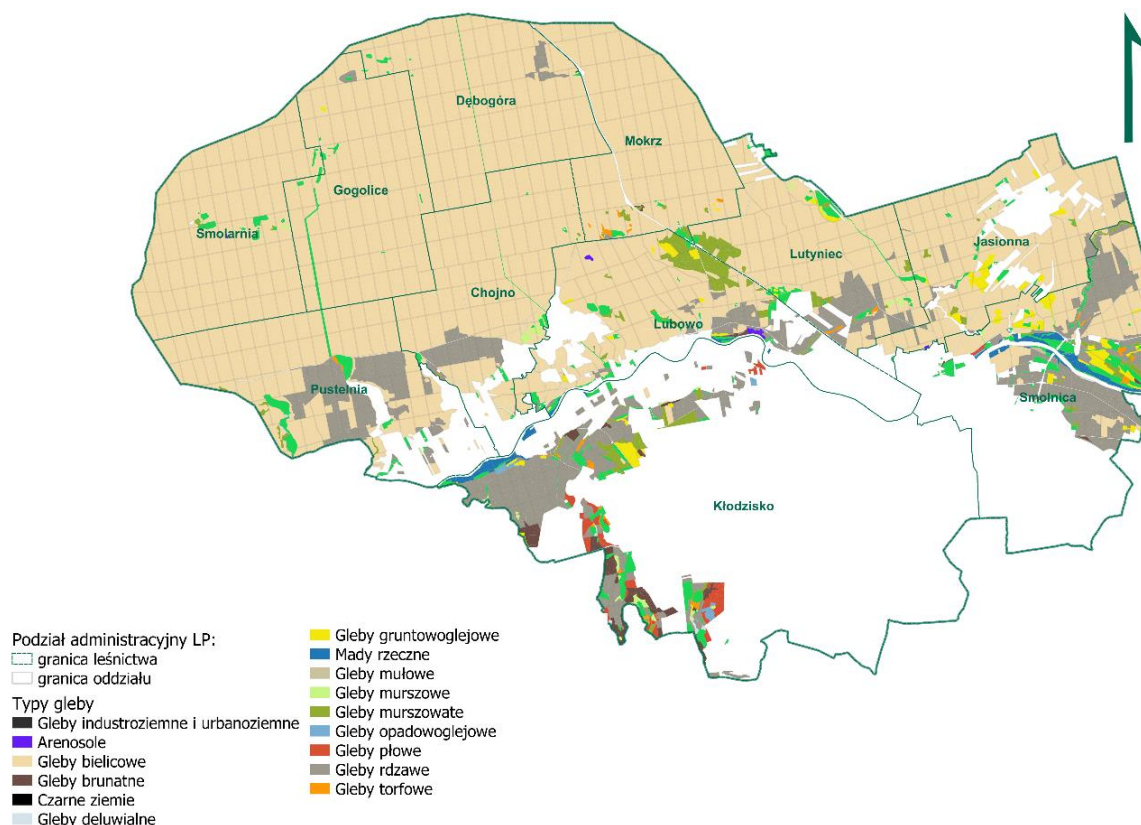 Dębogóra
Mokrz
Gogolice
Smolarnia
Lutyniec
Jasionna
Chojno
Lubowo
Pustelnia
Smolnica
Kłodzisko
Podział administracyjny LP:
granica leśnictwa
granica oddziału
Typy gleby
Gleby industroziemne i urbanoziemne
Arenosole
Gleby bielicowe
Gleby brunatne
Czarne ziemie
Gleby deluwialne
Gleby gruntowoglejowe
Mady rzeczne
Gleby mułowe
Gleby murszowe
Gleby murszowate
Gleby opadowoglejowe
Gleby płowe
Gleby rdzawe
Gleby torfowe